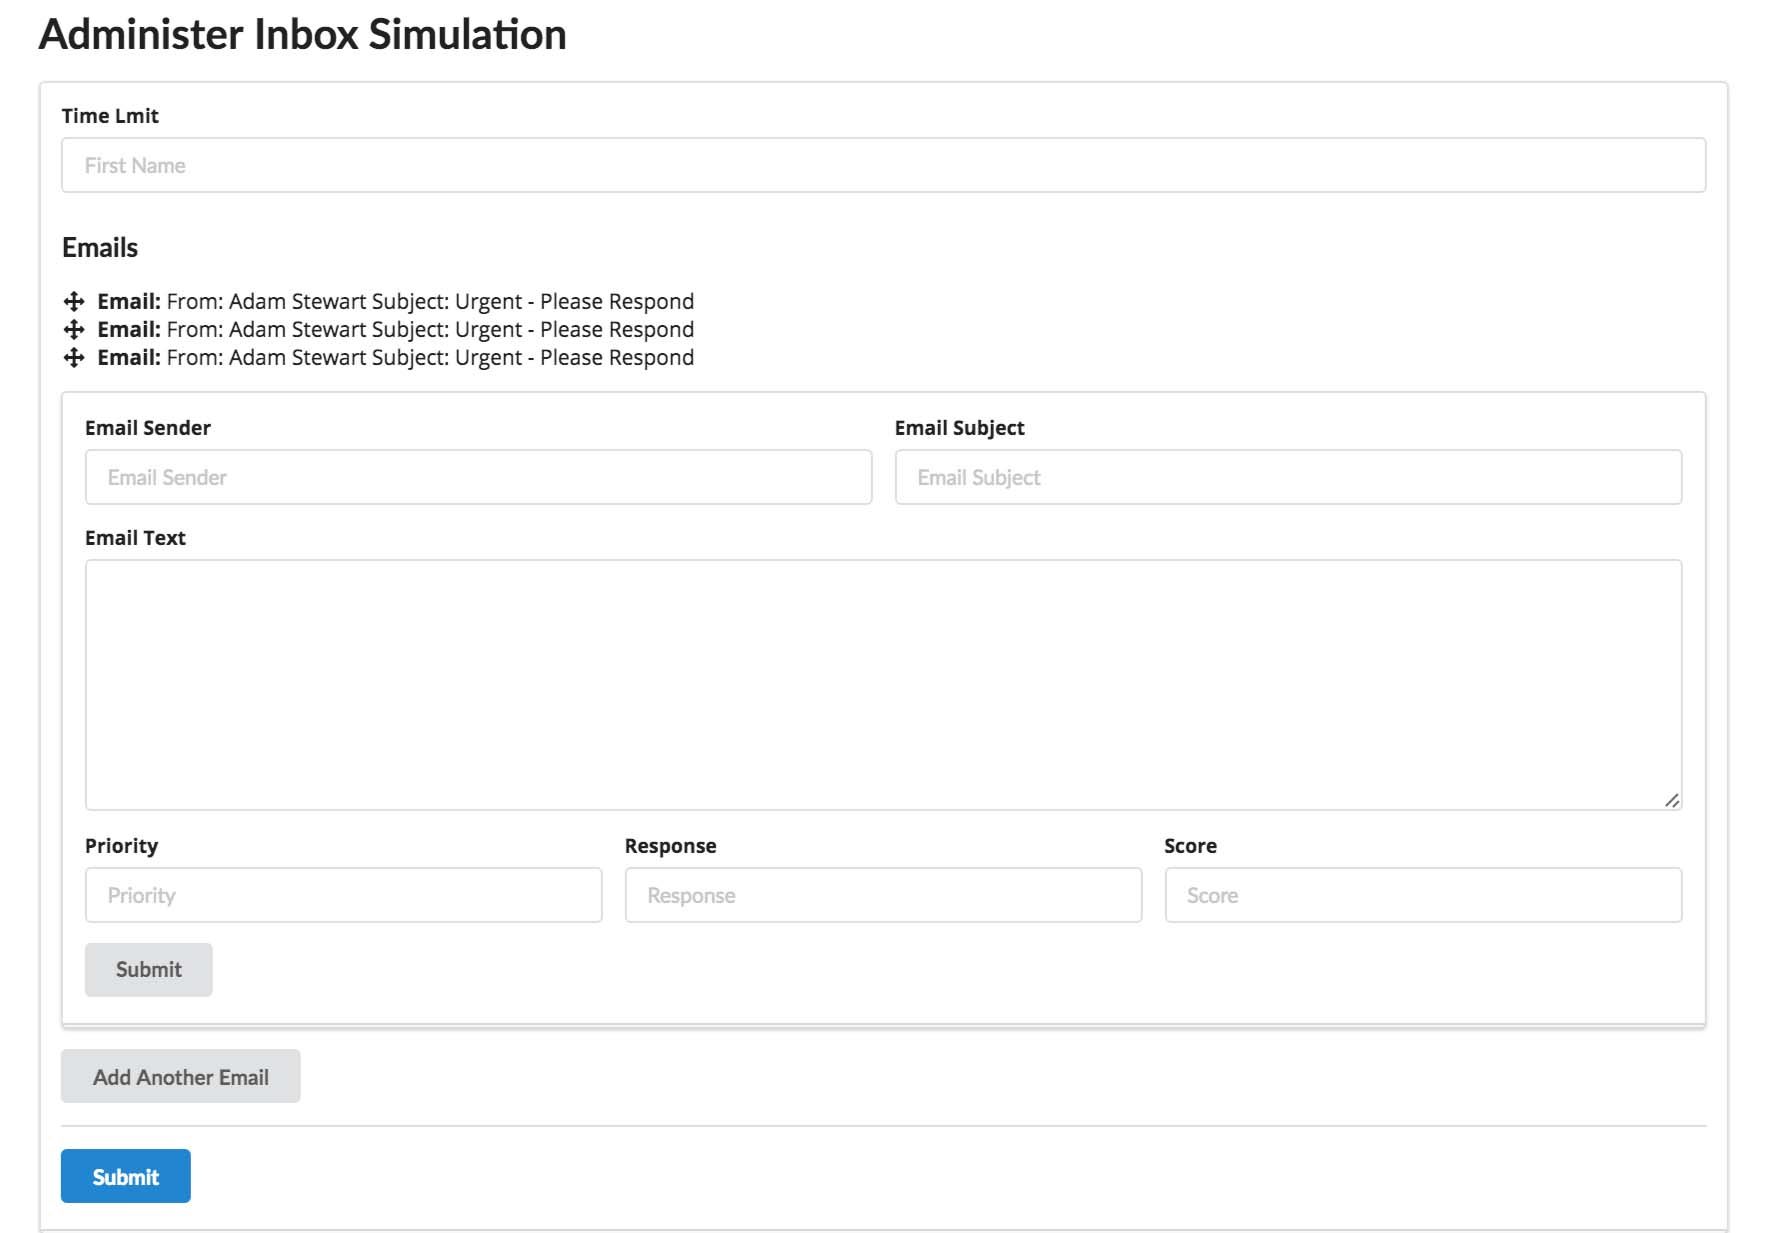 Administer Inbox Simulation
Time Lmit
First Name
Emails
Email: From: Adam Stewart Subject: Urgent - Please Respond
Email: From: Adam Stewart Subject: Urgent - Please Respond
Email: From: Adam Stewart Subject: Urgent - Please Respond
Email Sender Email Subject
Email Sender Email Subject
Email Text
Priority Response Score
Priority Response Score
Submit
Add Another Email
Submit